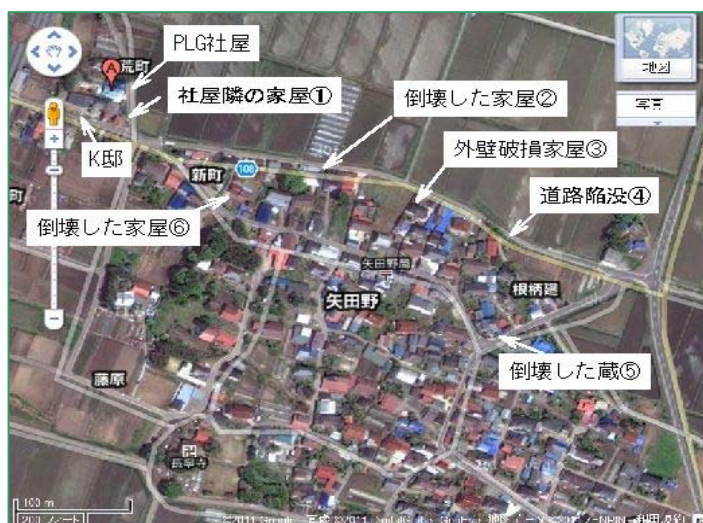 PLG社屋
荒町
A
社屋隣の家屋①
倒壊した家屋②
地図
写真
外壁破損家屋③
K邸
新町
108
道路陥没④
町
倒壊した家屋⑥
矢田野
根柄廻
倒壊した蔵⑤
藤原
長幸寺
100 m
200 フィート